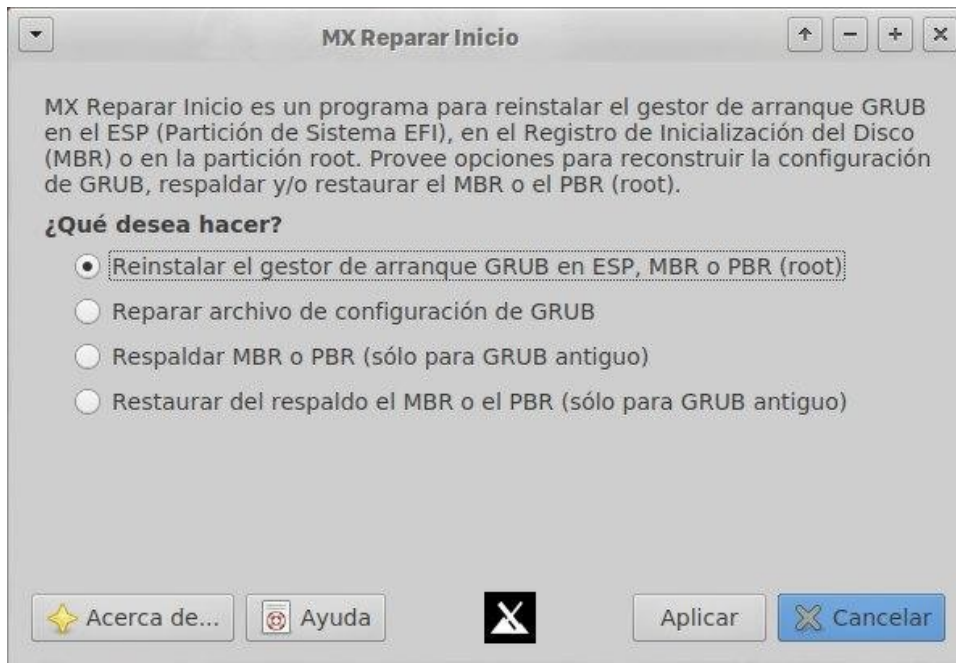 MX Reparar Inicio
MX Reparar Inicio es un programa para reinstalar el gestor de arranque GRUB
en el ESP (Partición de Sistema EFI), en el Registro de Inicialización del Disco
(MBR) o en la partición root. Provee opciones para reconstruir la configuración
de GRUB, respaldar y/o restaurar el MBR o el PBR (root).
¿Qué desea hacer?
Reinstalar el gestor de arranque GRUB en ESP, MBR o PBR (root)
Reparar archivo de configuración de GRUB
Respaldar MBR o PBR (sólo para GRUB antiguo)
Restaurar del respaldo el MBR o el PBR (sólo para GRUB antiguo)
Acerca de... Ayuda Aplicar Cancelar